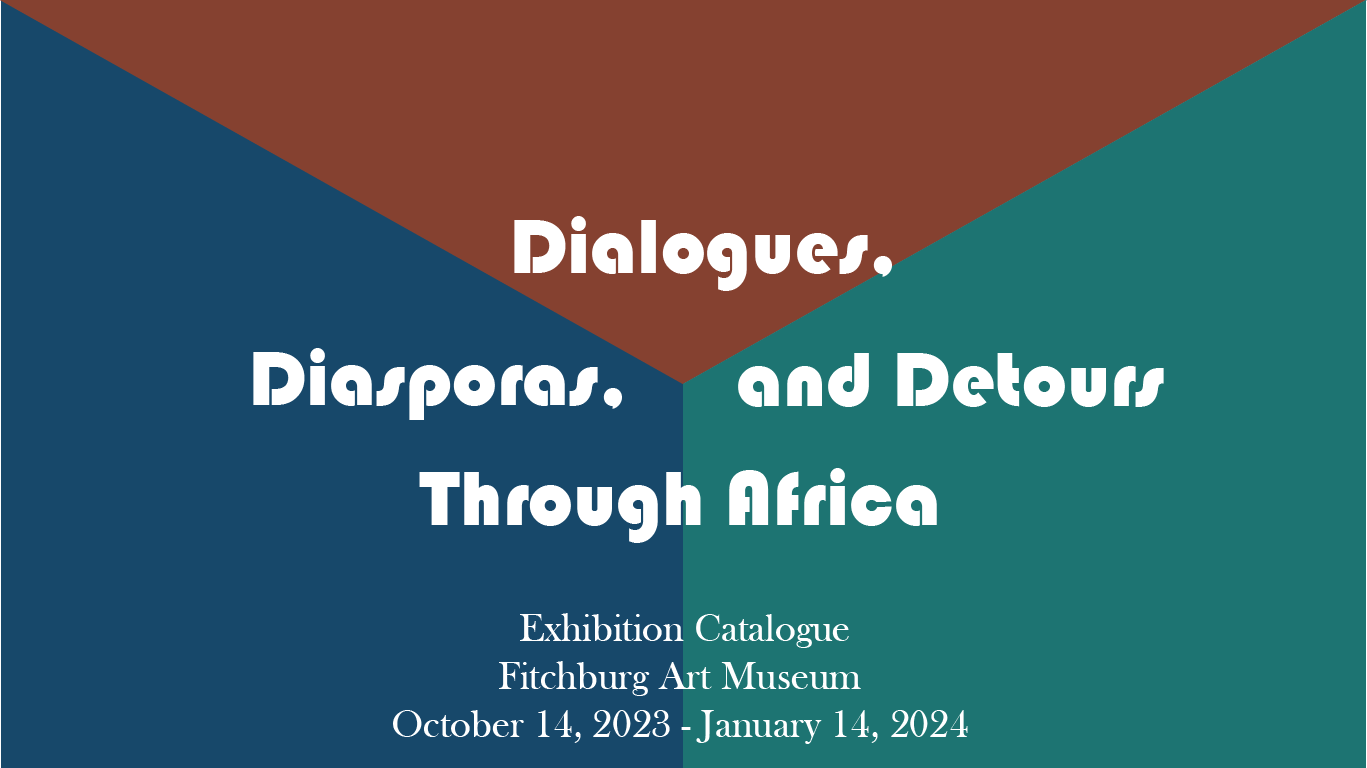 Dialogues,
Diasporas, and Detours
Through Africa
Exhibition Catalogue
Fitchburg Art Museum
October 14, 2023 - January 14, 2024